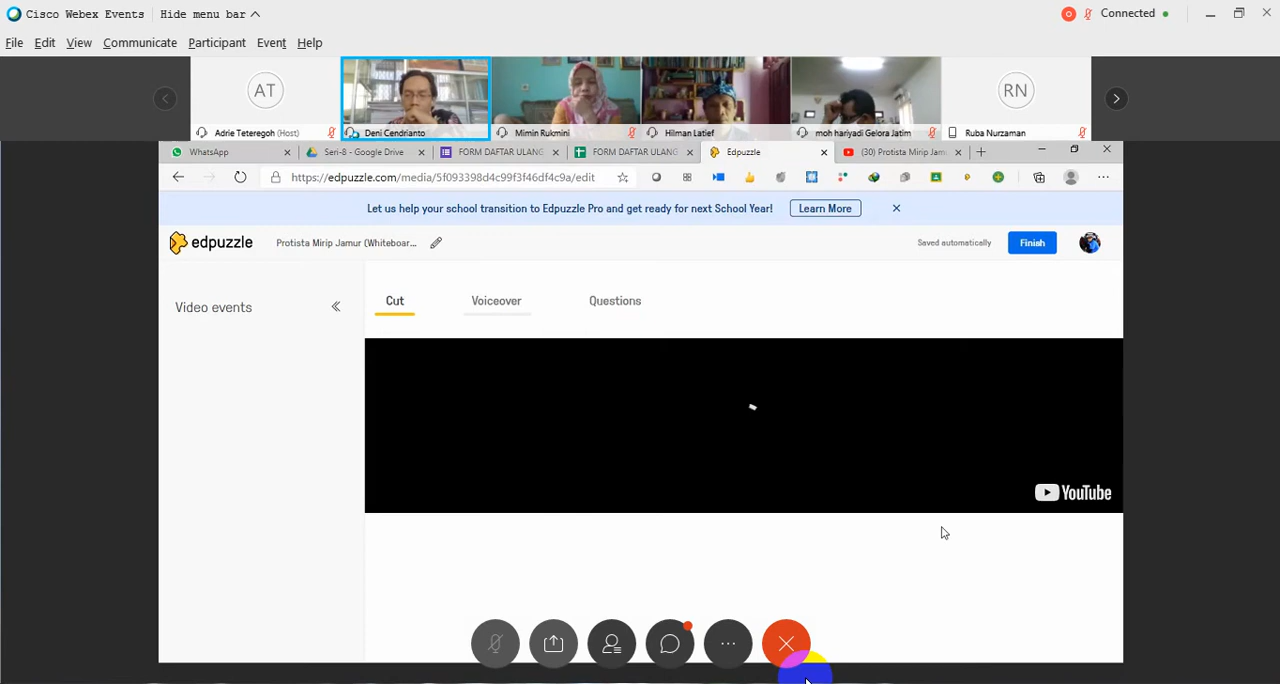 Cisco Webex Events Hide menu bar Connected
File Edit View Communicate Participant Event Help
AT
RN
Adrie Teteregoh (Host) Deni Cendrianto Mimin Rukmini Hilman Latief moh hariyadi Gelora Jatim Ruba Nurzaman
WhatsApp Seri-8 - Google Drive FORM DAFTAR ULANG FORM DAFTAR ULANG Edpuzzle (30) Protista Mirip Jam
https://edpuzzle.com/media/5f093398d4c99f3f46df4c9a/edit
Let us help your school transition to Edpuzzle Pro and get ready for next School Year! Learn More
edpuzzle Protista Mirip Jamur (Whiteboar... Saved automatically Finish
Video events Cut Voiceover Questions
YouTube